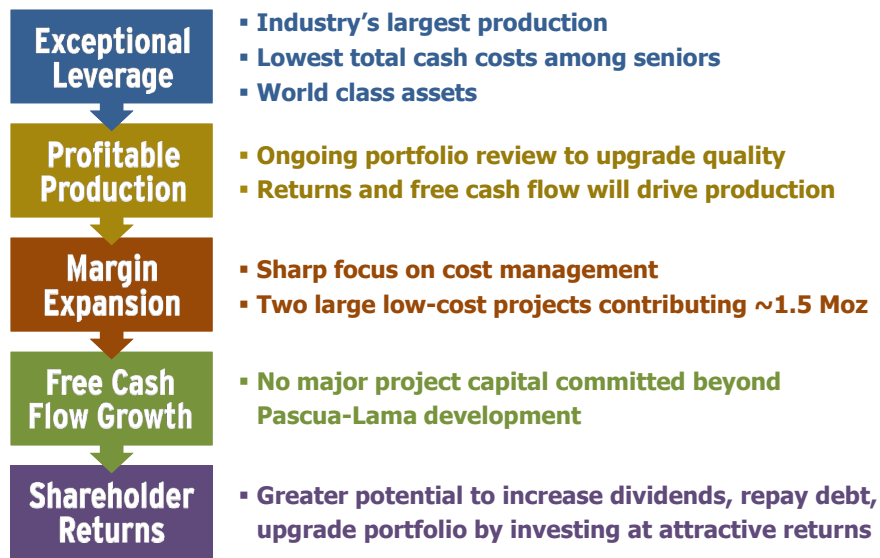 Exceptional
Leverage
▪ Industry’s largest production
▪ Lowest total cash costs among seniors
▪ World class assets
Profitable
Production
▪ Ongoing portfolio review to upgrade quality
▪ Returns and free cash flow will drive production
Margin
Expansion
▪ Sharp focus on cost management
▪ Two large low-cost projects contributing ~1.5 Moz
Free Cash
Flow Growth
▪ No major project capital committed beyond
Pascua-Lama development
Shareholder
Returns
▪ Greater potential to increase dividends, repay debt,
upgrade portfolio by investing at attractive returns